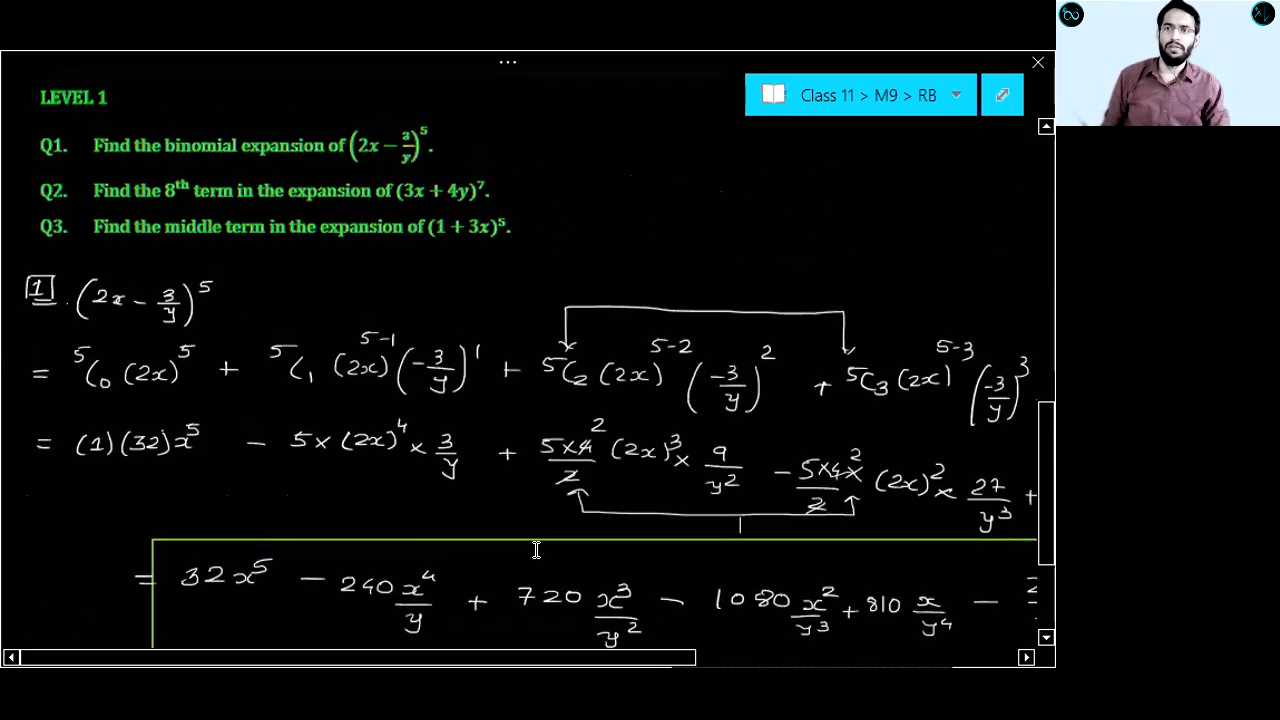 LEVEL 1
Class 11 > M9 > RB
Q1. Find the binomial expansion of (2x − 3/y)^5.
Q2. Find the 8th term in the expansion of (3x + 4y)^7.
Q3. Find the middle term in the expansion of (1 + 3x)^5.
1 . (2x − 3/y)^5
= 5C0 (2x)^5 + 5C1 (2x)^(5−1) (−3/y)^1 + 5C2 (2x)^(5−2) (−3/y)^2 + 5C3 (2x)^(5−3) (−3/y)^3
= (1)(32)x^5 − 5 × (2x)^4 × 3/y + 5×4/2 2 (2x)^3 × 9/y^2 − 5×4×/2 2 (2x)^2 × 27/y^3 +
= 32x^5 − 240 x^4/y + 720 x^3/y^2 − 1080 x^2/y^3 + 810 x/y^4 −